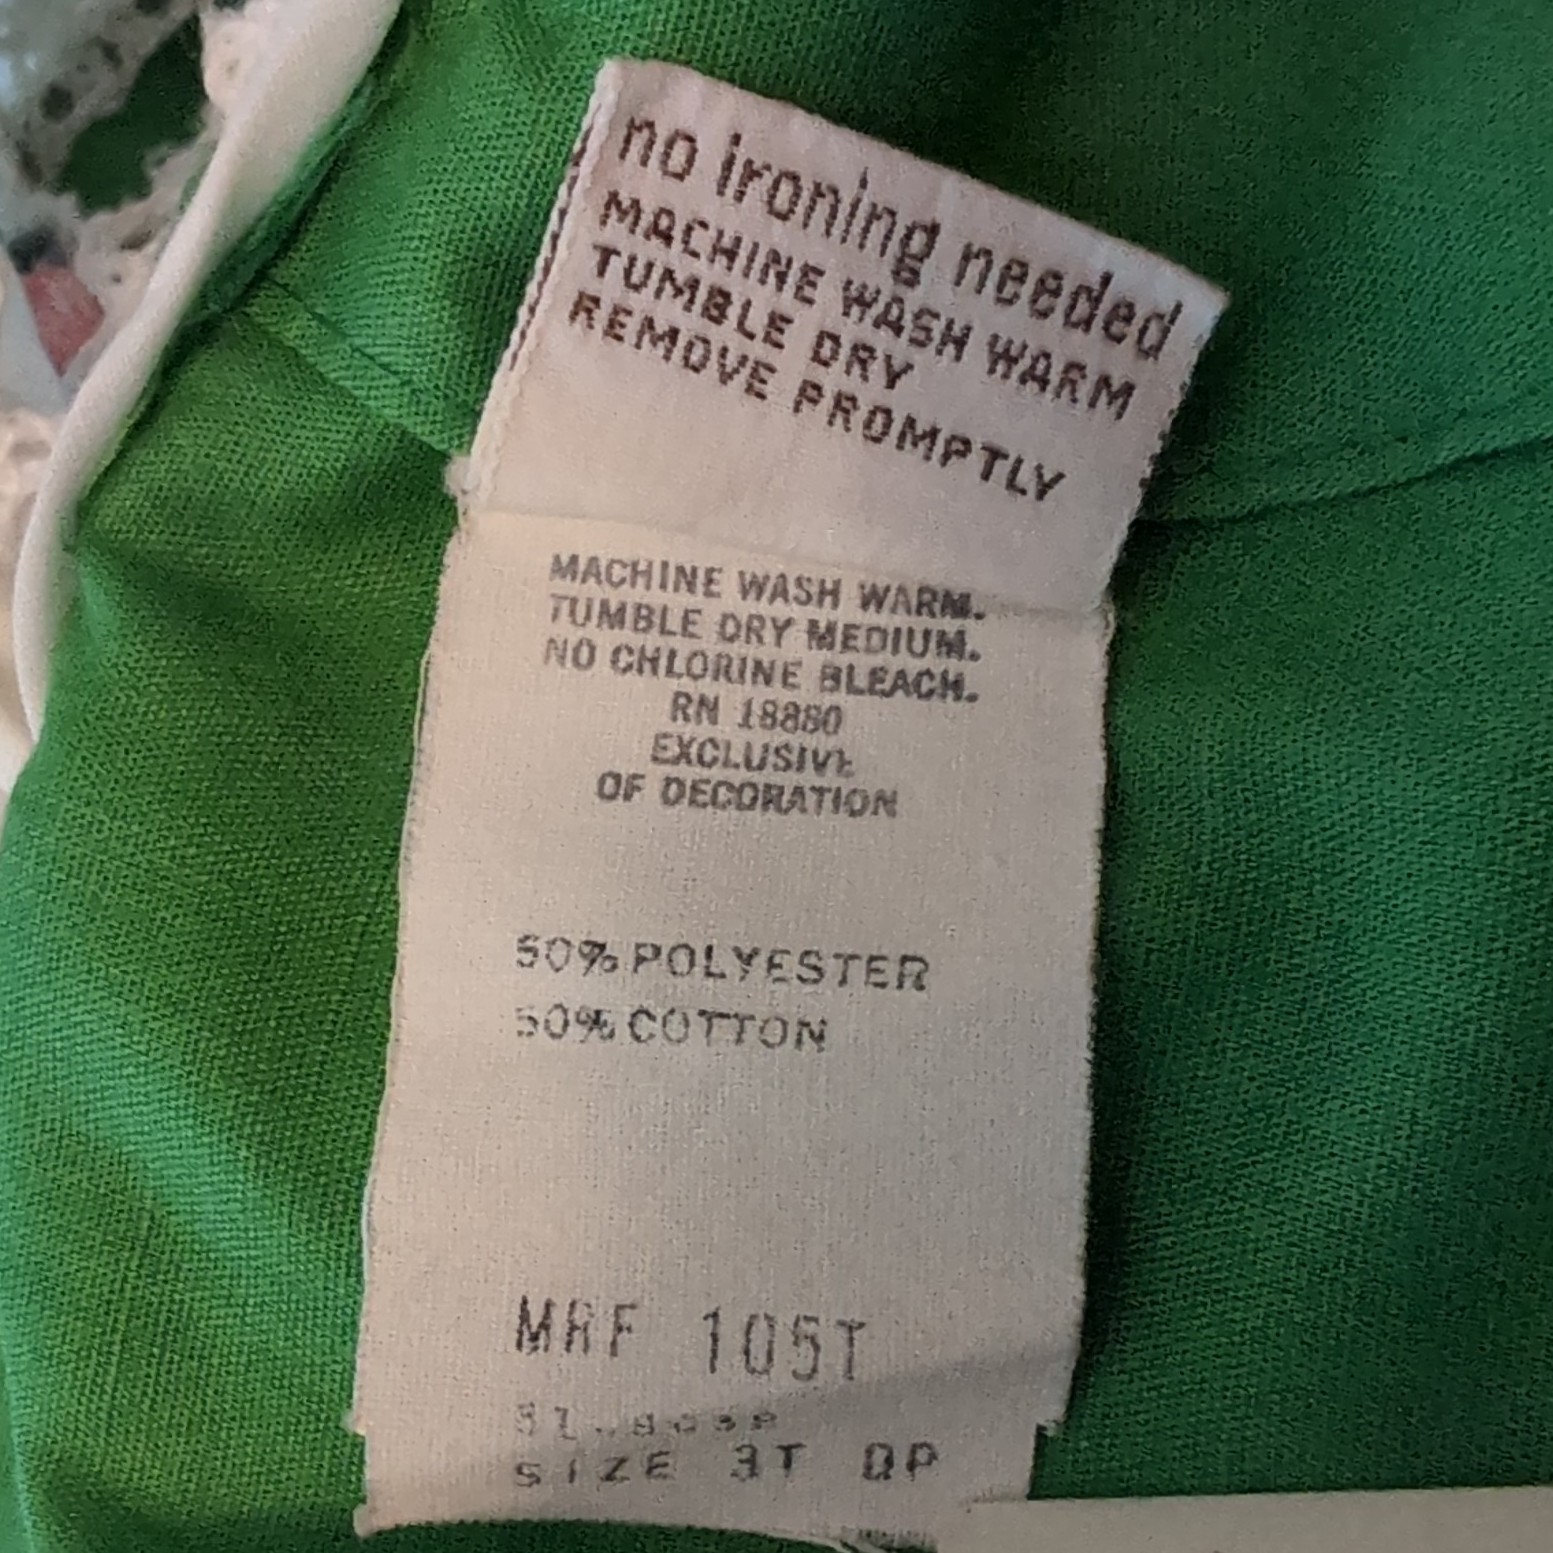 no ironing needed
MACHINE WASH WARM
TUMBLE DRY
REMOVE PROMPTLY
MACHINE WASH WARM.
TUMBLE DRY MEDIUM.
NO CHLORINE BLEACH.
RN 18880
EXCLUSIVE
OF DECORATION
50% POLYESTER
50% COTTON
MRF 105T
SIZE 3T